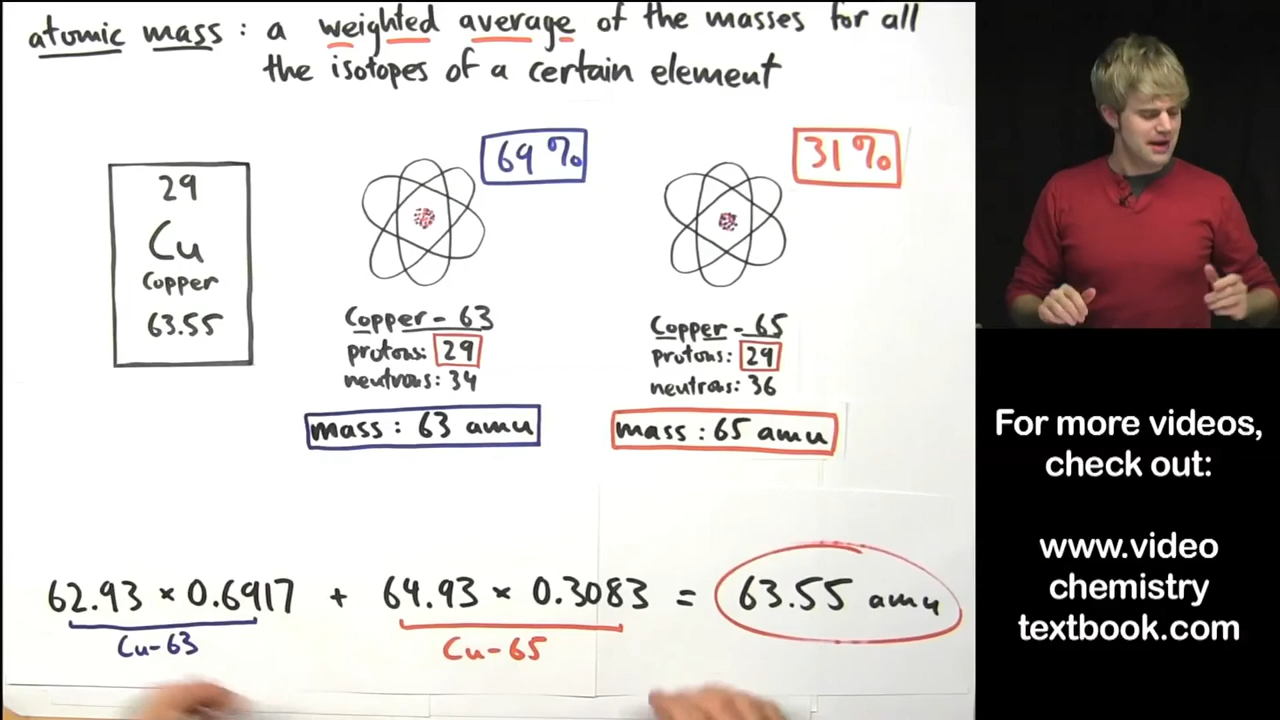 atomic mass : a weighted average of the masses for all
the isotopes of a certain element
29
Cu
Copper
63.55
69%
Copper - 63
protons: 29
neutrons: 34
mass : 63 amu
31%
Copper - 65
protons: 29
neutrons: 36
mass : 65 amu
62.93 × 0.6917 + 64.93 × 0.3083 = 63.55 amu
Cu-63
Cu-65
For more videos,
check out:
www.video
chemistry
textbook.com